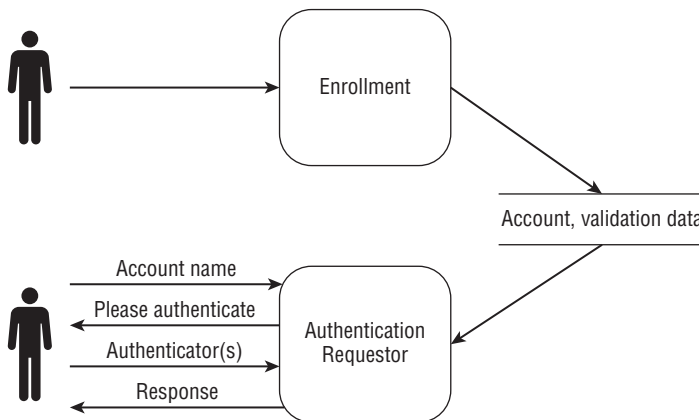 Enrollment
Account, validation data
Account name
Please authenticate
Authenticator(s)
Response
Authentication
Requestor